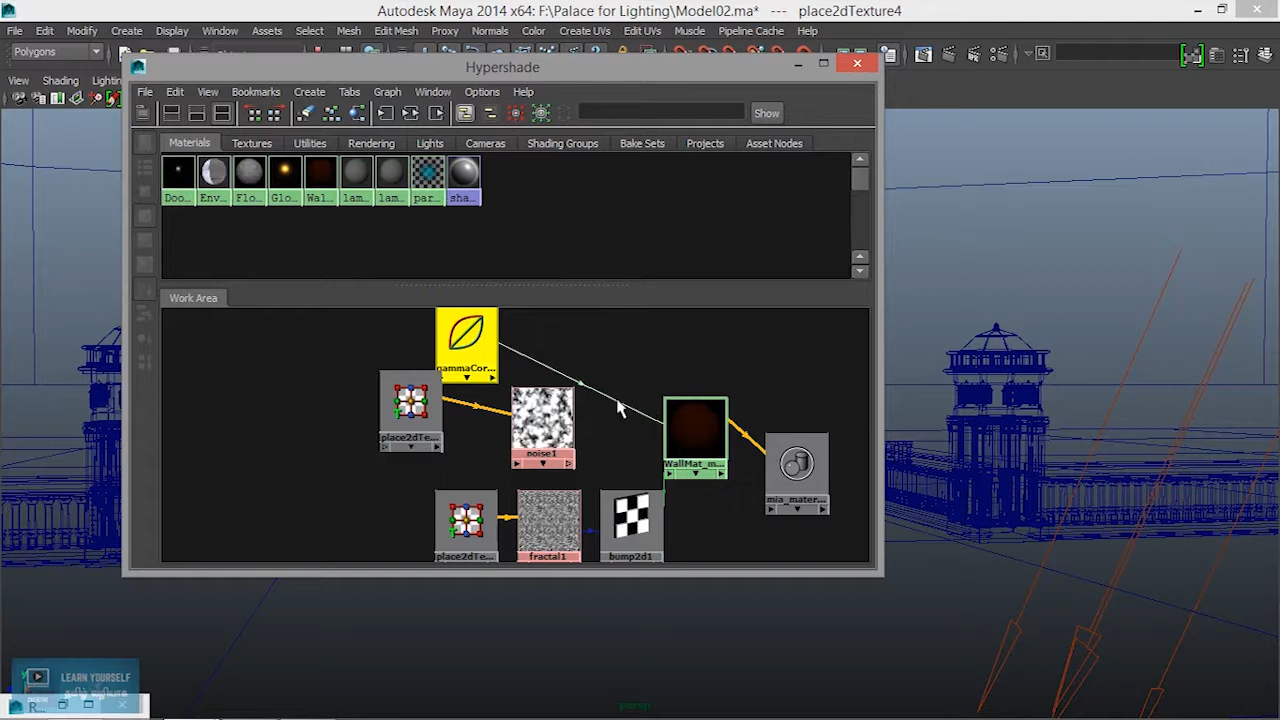 Autodesk Maya 2014 x64: F:\Palace for Lighting\Model02.ma* --- place2dTexture4
File Edit Modify Create Display Window Assets Select Mesh Edit Mesh Proxy Normals Color Create UVs Edit UVs Muscle Pipeline Cache Help
Polygons
View Shading
Hypershade
File Edit View Bookmarks Create Tabs Graph Window Options Help
Show
Materials Textures Utilities Rendering Lights Cameras Shading Groups Bake Sets Projects Asset Nodes
Doo... Env... Flo... Glo... Wal... lam... lam... par... sha...
Work Area
gammaCor...
place2dTe...
noise1
WallMat_m...
mia_mater...
place2dTe...
fractal1
bump2d1
LEARN YOURSELF
R...
persp